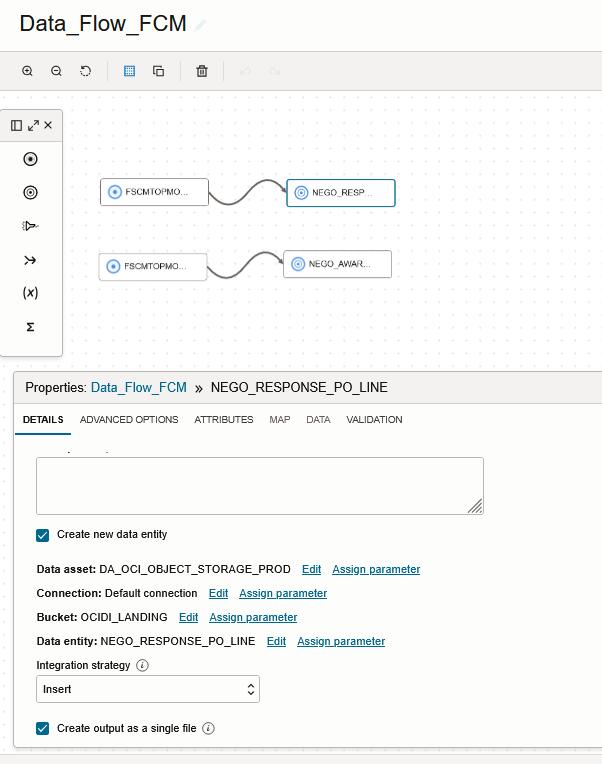 Data_Flow_FCM
FSCMTOPMO...
NEGO_RESP...
FSCMTOPMO...
NEGO_AWAR...
(x)
Σ
Properties: Data_Flow_FCM » NEGO_RESPONSE_PO_LINE
DETAILS ADVANCED OPTIONS ATTRIBUTES MAP DATA VALIDATION
Create new data entity
Data asset: DA_OCI_OBJECT_STORAGE_PROD Edit Assign parameter
Connection: Default connection Edit Assign parameter
Bucket: OCIDI_LANDING Edit Assign parameter
Data entity: NEGO_RESPONSE_PO_LINE Edit Assign parameter
Integration strategy i
Insert
Create output as a single file i